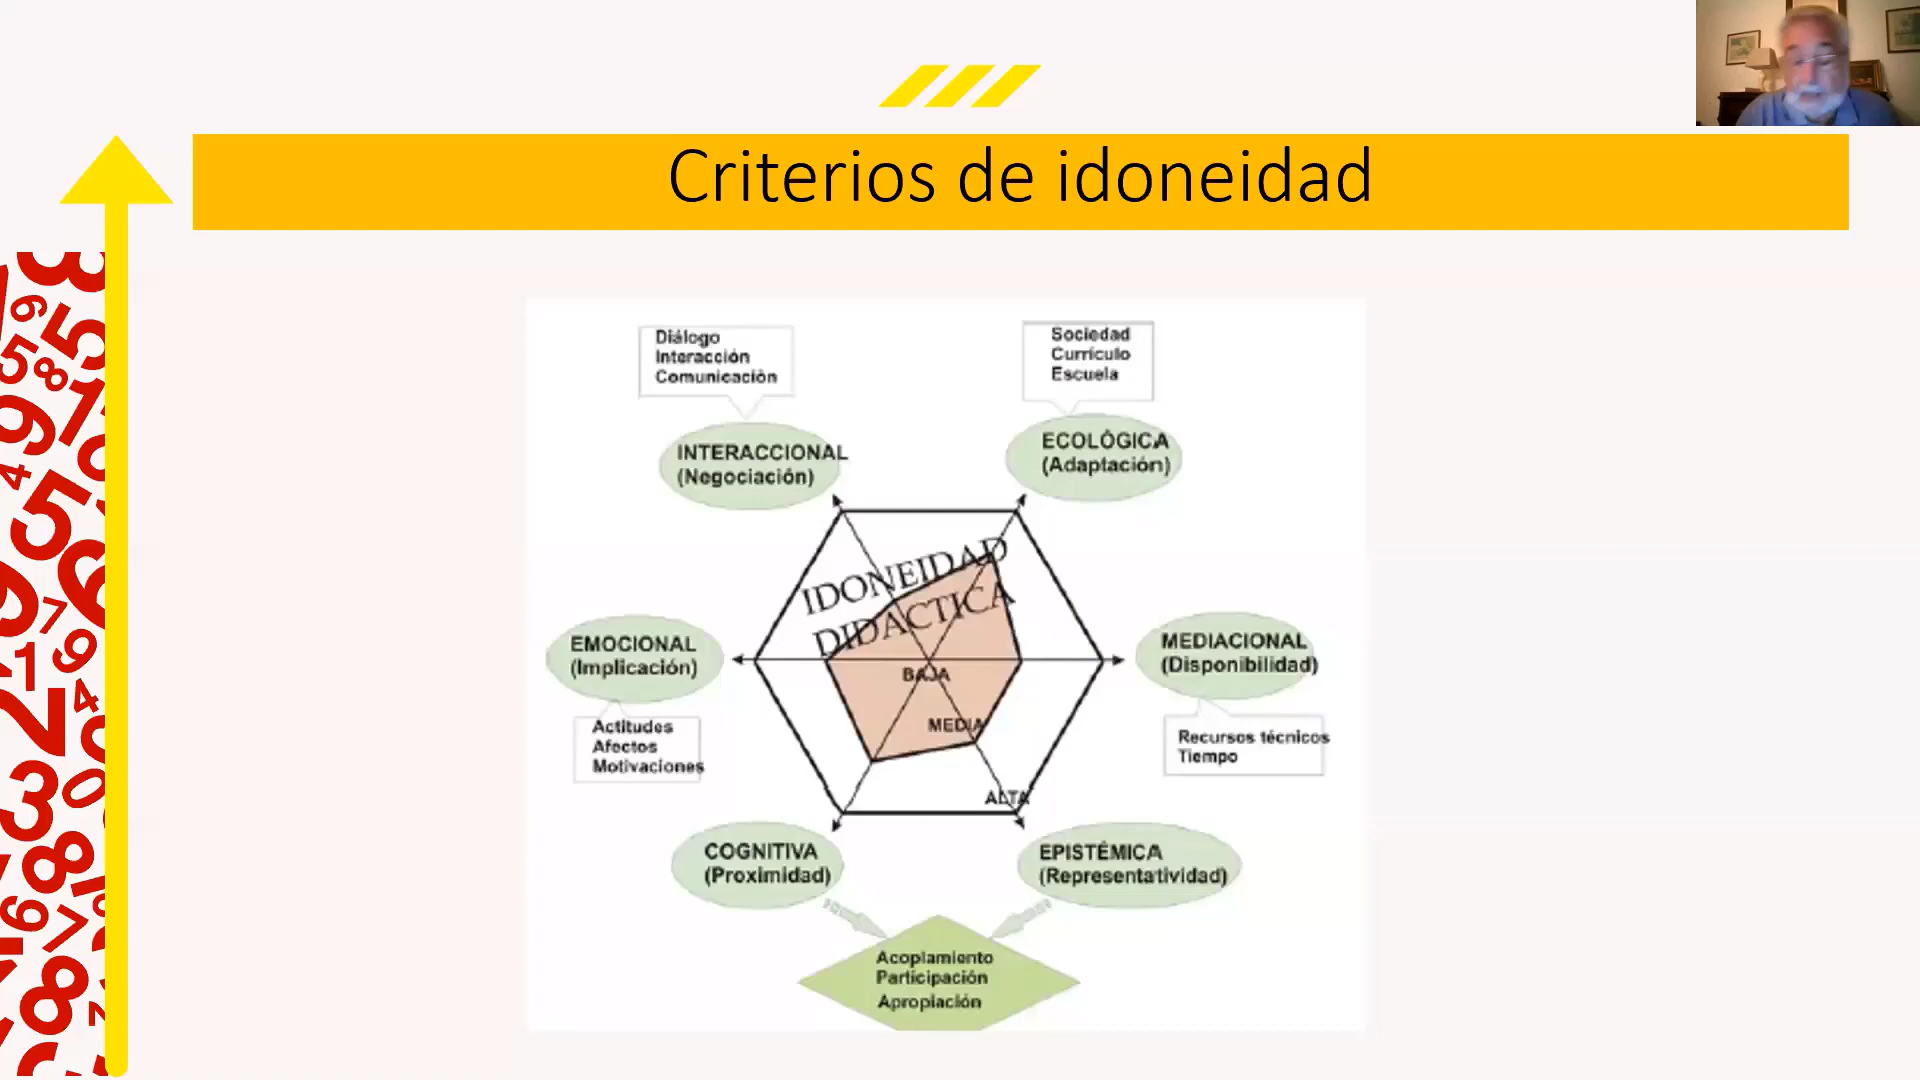 Criterios de idoneidad
Diálogo
Interacción
Comunicación
Sociedad
Currículo
Escuela
INTERACCIONAL
(Negociación)
ECOLÓGICA
(Adaptación)
IDONEIDAD
DIDACTICA
EMOCIONAL
(Implicación)
MEDIACIONAL
(Disponibilidad)
BAJA
MEDIA
ALTA
Actitudes
Afectos
Motivaciones
Recursos técnicos
Tiempo
COGNITIVA
(Proximidad)
EPISTÉMICA
(Representatividad)
Acoplamiento
Participación
Apropiación